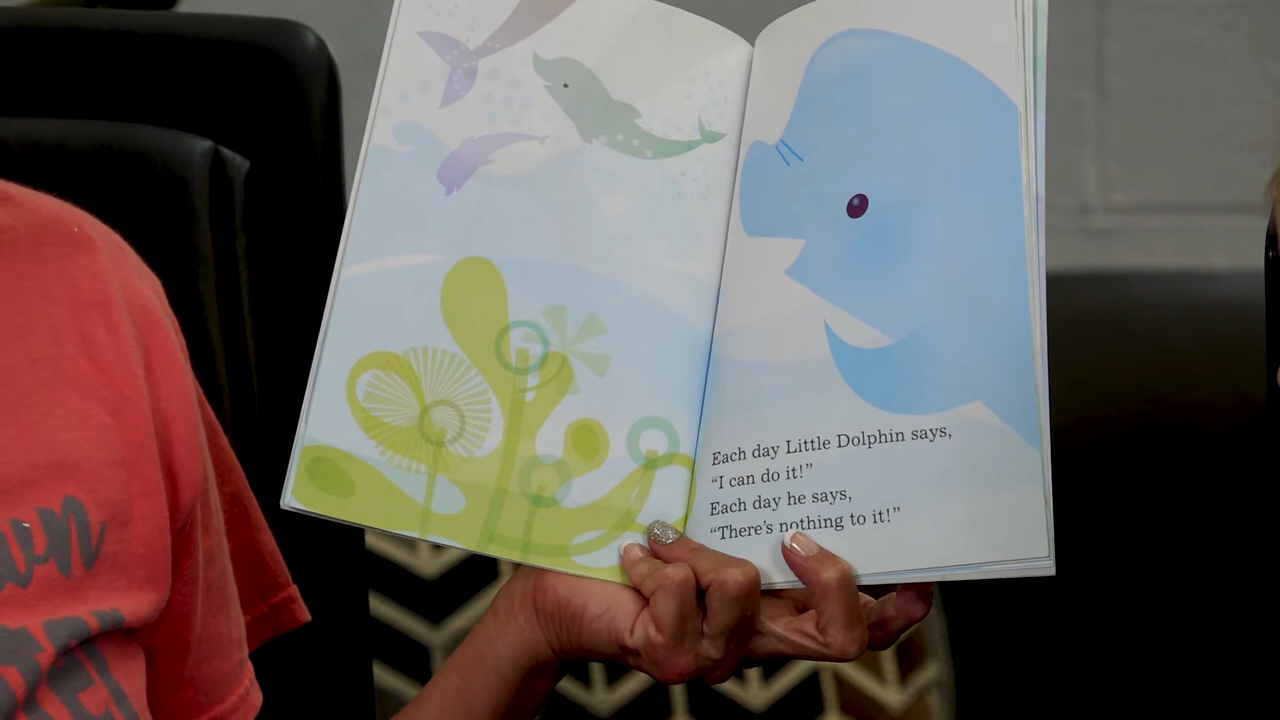 Each day Little Dolphin says,
“I can do it!”
Each day he says,
“There’s nothing to it!”